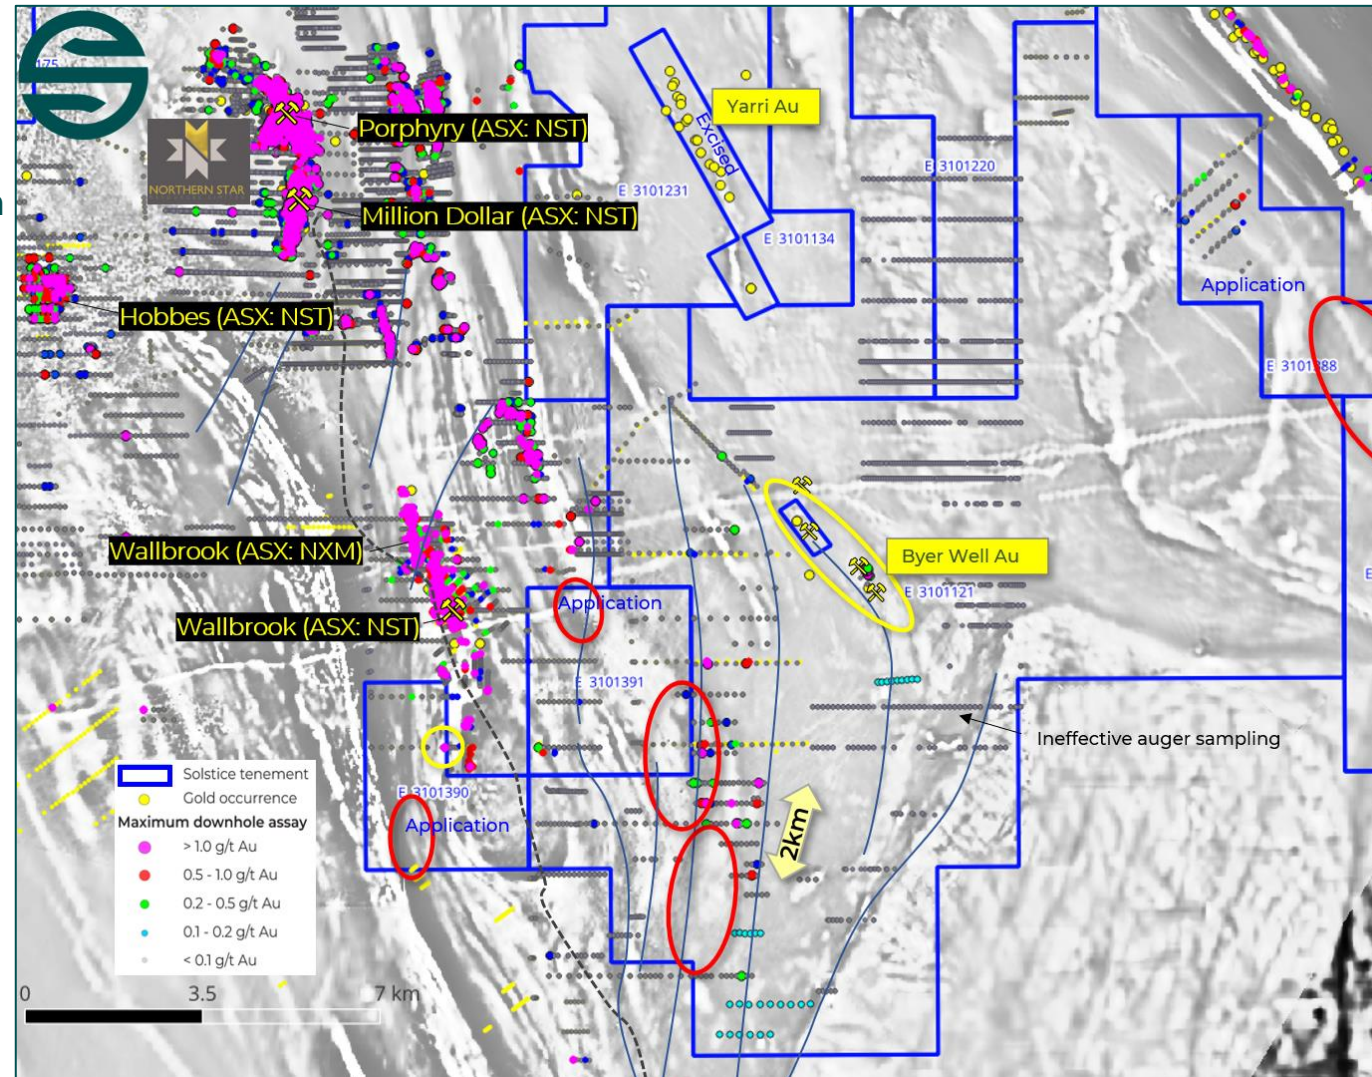 175
NORTHERN STAR
Porphyry (ASX: NST)
Million Dollar (ASX: NST)
Hobbes (ASX: NST)
Yarri Au
Excised
E 3101231
E 3101134
E 3101220
Application
E 3101388
Wallbrook (ASX: NXM)
Wallbrook (ASX: NST)
Byer Well Au
E 3101121
Application
E 3101391
Ineffective auger sampling
E 3101390
Application
2km
Solstice tenement
Gold occurrence
Maximum downhole assay
> 1.0 g/t Au
0.5 - 1.0 g/t Au
0.2 - 0.5 g/t Au
0.1 - 0.2 g/t Au
< 0.1 g/t Au
0 3.5 7 km